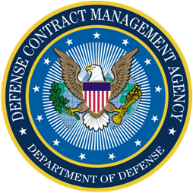 DEFENSE CONTRACT MANAGEMENT AGENCY
DEPARTMENT OF DEFENSE